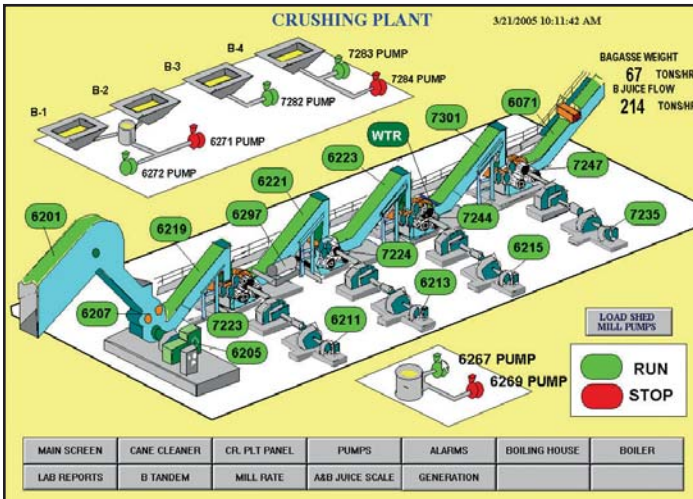 CRUSHING PLANT
3/21/2005 10:11:42 AM
B-4
7283 PUMP
B-3
7284 PUMP
BAGASSE WEIGHT
67 TONS\HR
B JUICE FLOW
214 TONS\HR
B-2
7282 PUMP
B-1
6271 PUMP
6272 PUMP
6071
7301
WTR
6223
7247
6221
6201
6297
6219
7244
7235
7224
6215
6213
6207
7223
6211
6205
LOAD SHED
MILL PUMPS
6267 PUMP
6269 PUMP
RUN
STOP
MAIN SCREEN CANE CLEANER CR. PLT PANEL PUMPS ALARMS BOILING HOUSE BOILER
LAB REPORTS B TANDEM MILL RATE A&B JUICE SCALE GENERATION